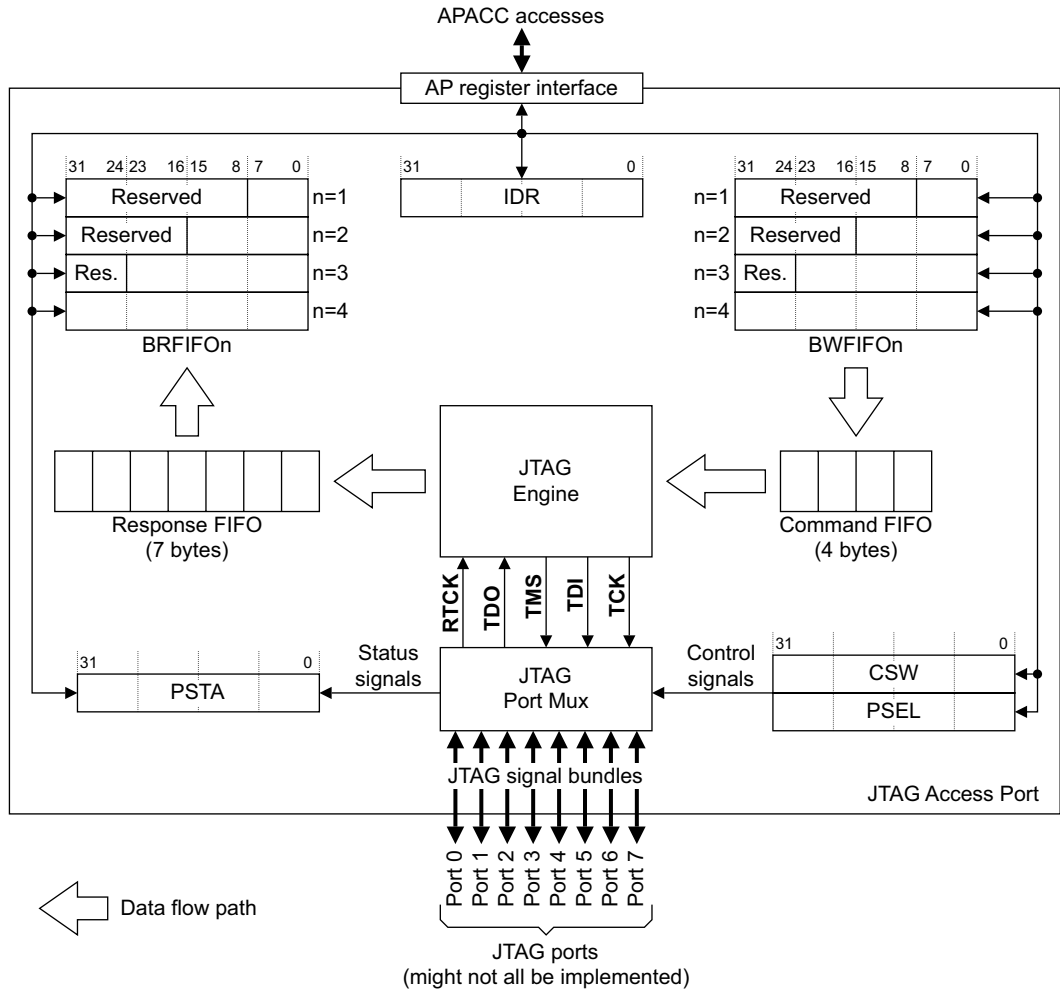 APACC accesses
AP register interface
31 24 23 16 15 8 7 0
31 0
31 24 23 16 15 8 7 0
Reserved n=1
IDR
n=1 Reserved
Reserved n=2
n=2 Reserved
Res. n=3
n=3 Res.
n=4
n=4
BRFIFOn
BWFIFOn
JTAG
Engine
Response FIFO
(7 bytes)
Command FIFO
(4 bytes)
RTCK
TDO
TMS
TDI
TCK
31 0
PSTA
Status
signals
JTAG
Port Mux
Control
signals
31 0
CSW
PSEL
JTAG signal bundles
JTAG Access Port
Port 0
Port 1
Port 2
Port 3
Port 4
Port 5
Port 6
Port 7
Data flow path
JTAG ports
(might not all be implemented)